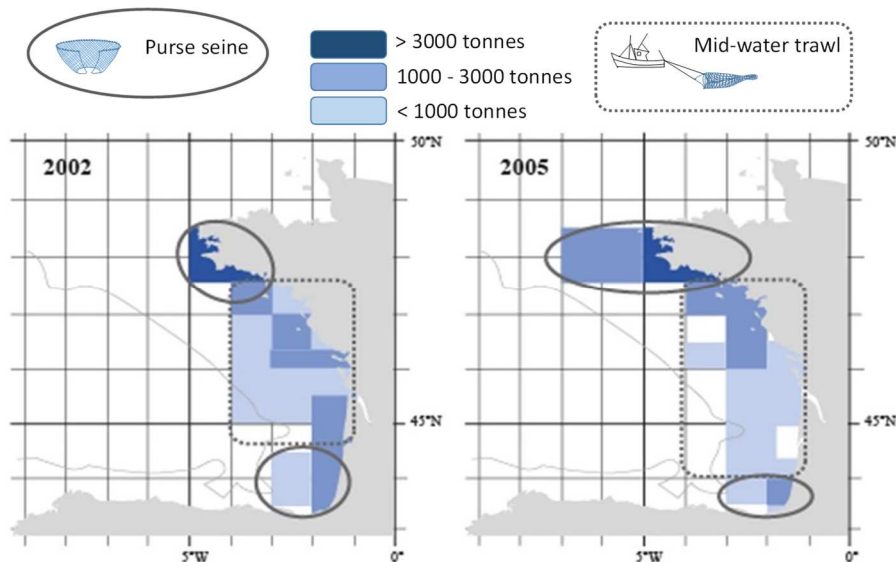 Purse seine
> 3000 tonnes
1000 - 3000 tonnes
< 1000 tonnes
Mid-water trawl
2002
50°N
45°N
5°W
0°
2005
50°N
45°N
5°W
0°